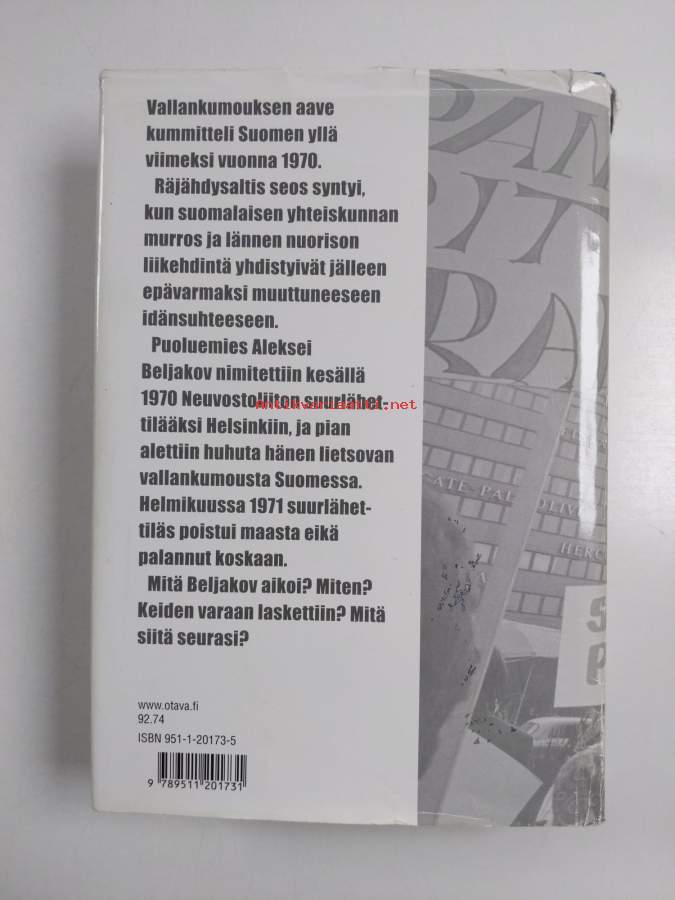 Vallankumouksen aave
kummitteli Suomen yllä
viimeksi vuonna 1970.
Räjähdysaltis seos syntyi,
kun suomalaisen yhteiskunnan
murros ja lännen nuorison
liikehdintä yhdistyivät jälleen
epävarmaksi muuttuneeseen
idänsuhteeseen.
Puoluemies Aleksei
Beljakov nimitettiin kesällä
1970 Neuvostoliiton suurlähet-
tilääksi Helsinkiin, ja pian
alettiin huhuta hänen lietsovan
vallankumousta Suomessa.
Helmikuussa 1971 suurlähet-
tiläs poistui maasta eikä
palannut koskaan.
Mitä Beljakov aikoi? Miten?
Keiden varaan laskettiin? Mitä
siitä seurasi?
www.otava.fi
92.74
ISBN 951-1-20173-5
9 789511 201731
Antikvariaatti.net